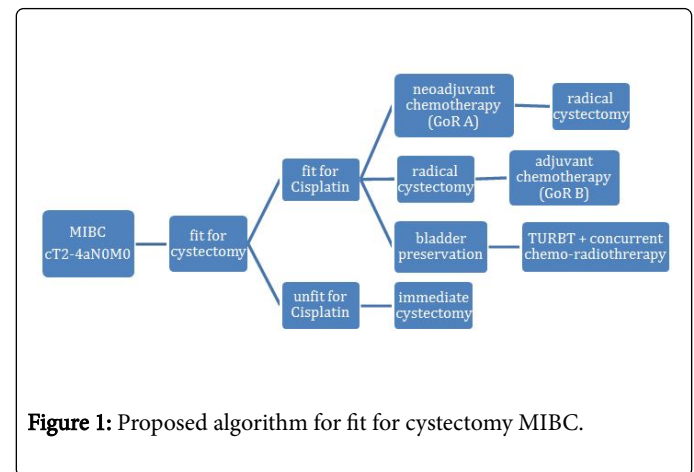 neoadjuvant
chemotherapy
(GoR A)
radical
cystectomy
fit for
Cisplatin
radical
cystectomy
adjuvant
chemotherapy
(GoR B)
MIBC
cT2-4aN0M0
fit for
cystectomy
bladder
preservation
TURBT + concurrent
chemo-radiothrerapy
unfit for
Cisplatin
immediate
cystectomy
Figure 1: Proposed algorithm for fit for cystectomy MIBC.